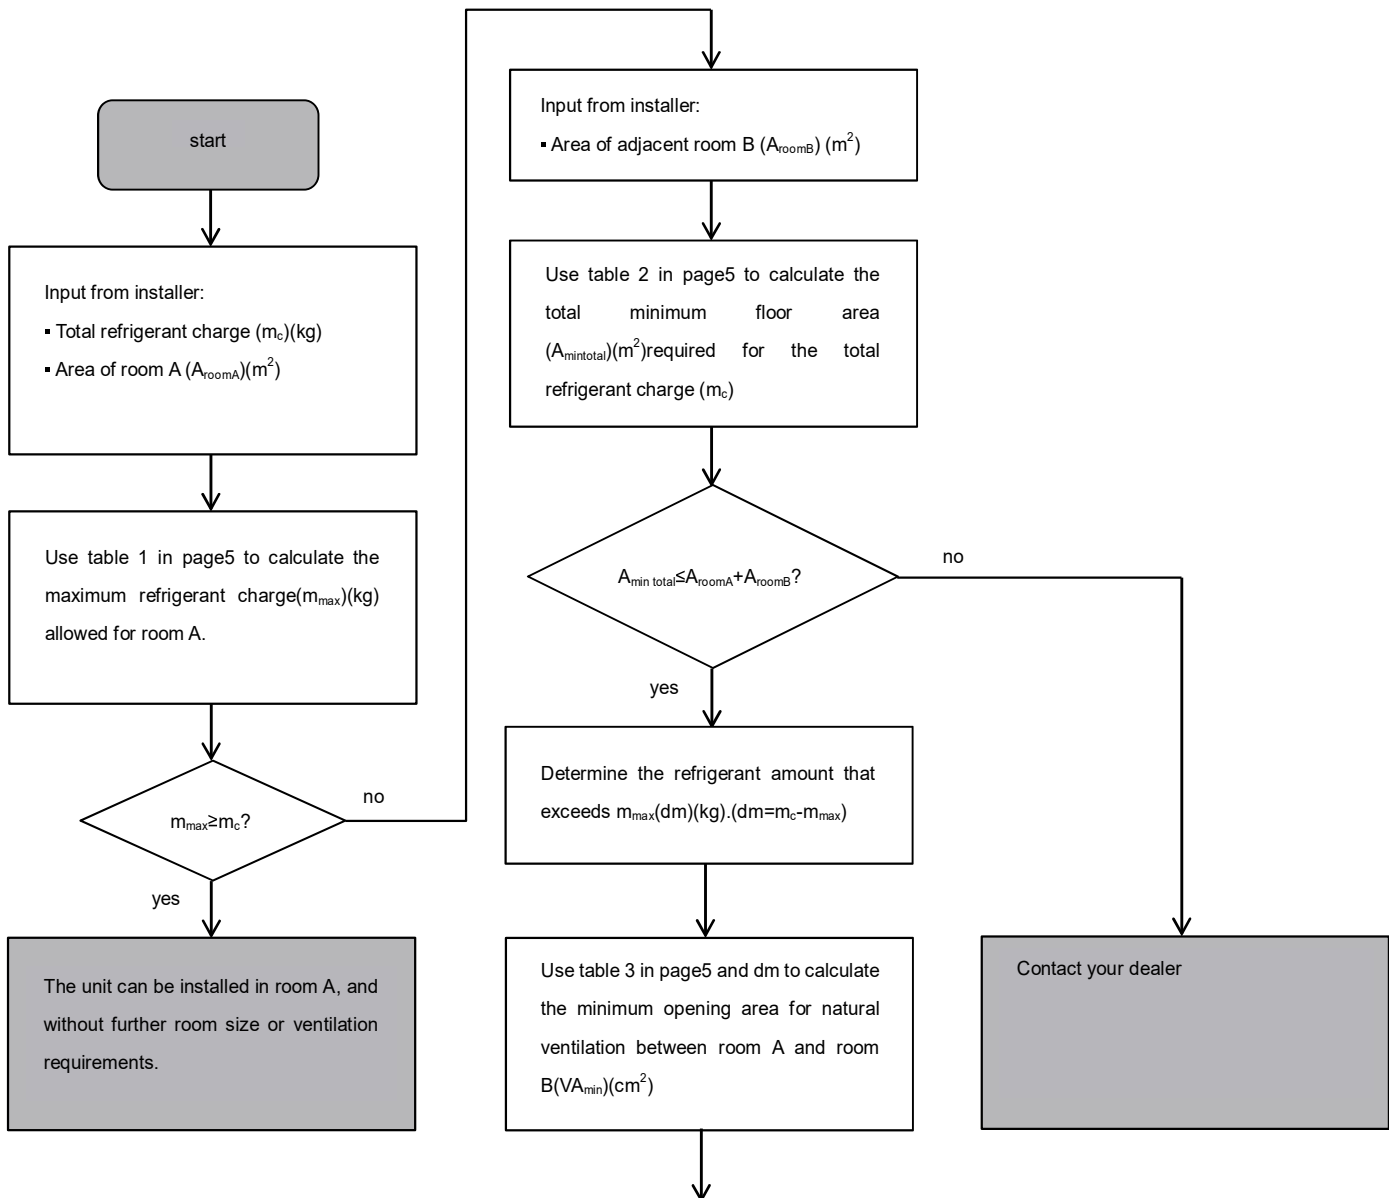 start
Input from installer:
▪ Total refrigerant charge (mc)(kg)
▪ Area of room A (AroomA)(m²)
Use table 1 in page5 to calculate the
maximum refrigerant charge(mmax)(kg)
allowed for room A.
mmax≥mc?
no
yes
The unit can be installed in room A, and
without further room size or ventilation
requirements.
Input from installer:
▪ Area of adjacent room B (AroomB) (m²)
Use table 2 in page5 to calculate the
total minimum floor area
(Amintotal)(m²)required for the total
refrigerant charge (mc)
Amin total≤AroomA+AroomB?
no
yes
Determine the refrigerant amount that
exceeds mmax(dm)(kg).(dm=mc-mmax)
Use table 3 in page5 and dm to calculate
the minimum opening area for natural
ventilation between room A and room
B(VAmin)(cm²)
Contact your dealer